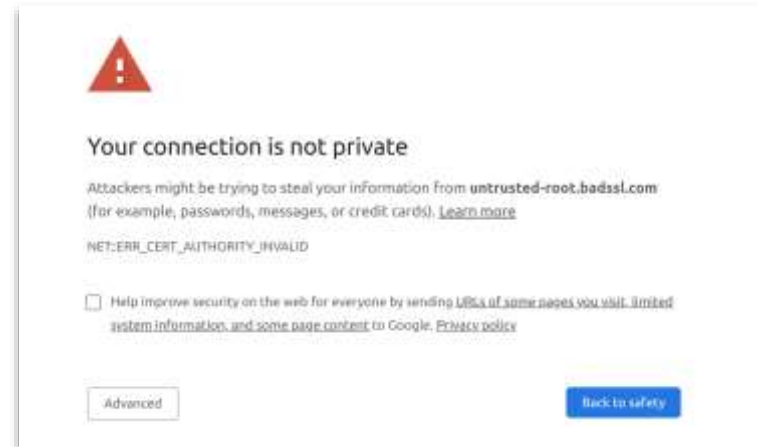 Your connection is not private
Attackers might be trying to steal your information from untrusted-root.badssl.com
(for example, passwords, messages, or credit cards). Learn more
NET::ERR_CERT_AUTHORITY_INVALID
Help improve security on the web for everyone by sending URLs of some pages you visit, limited
system information, and some page content to Google. Privacy policy
Advanced
Back to safety